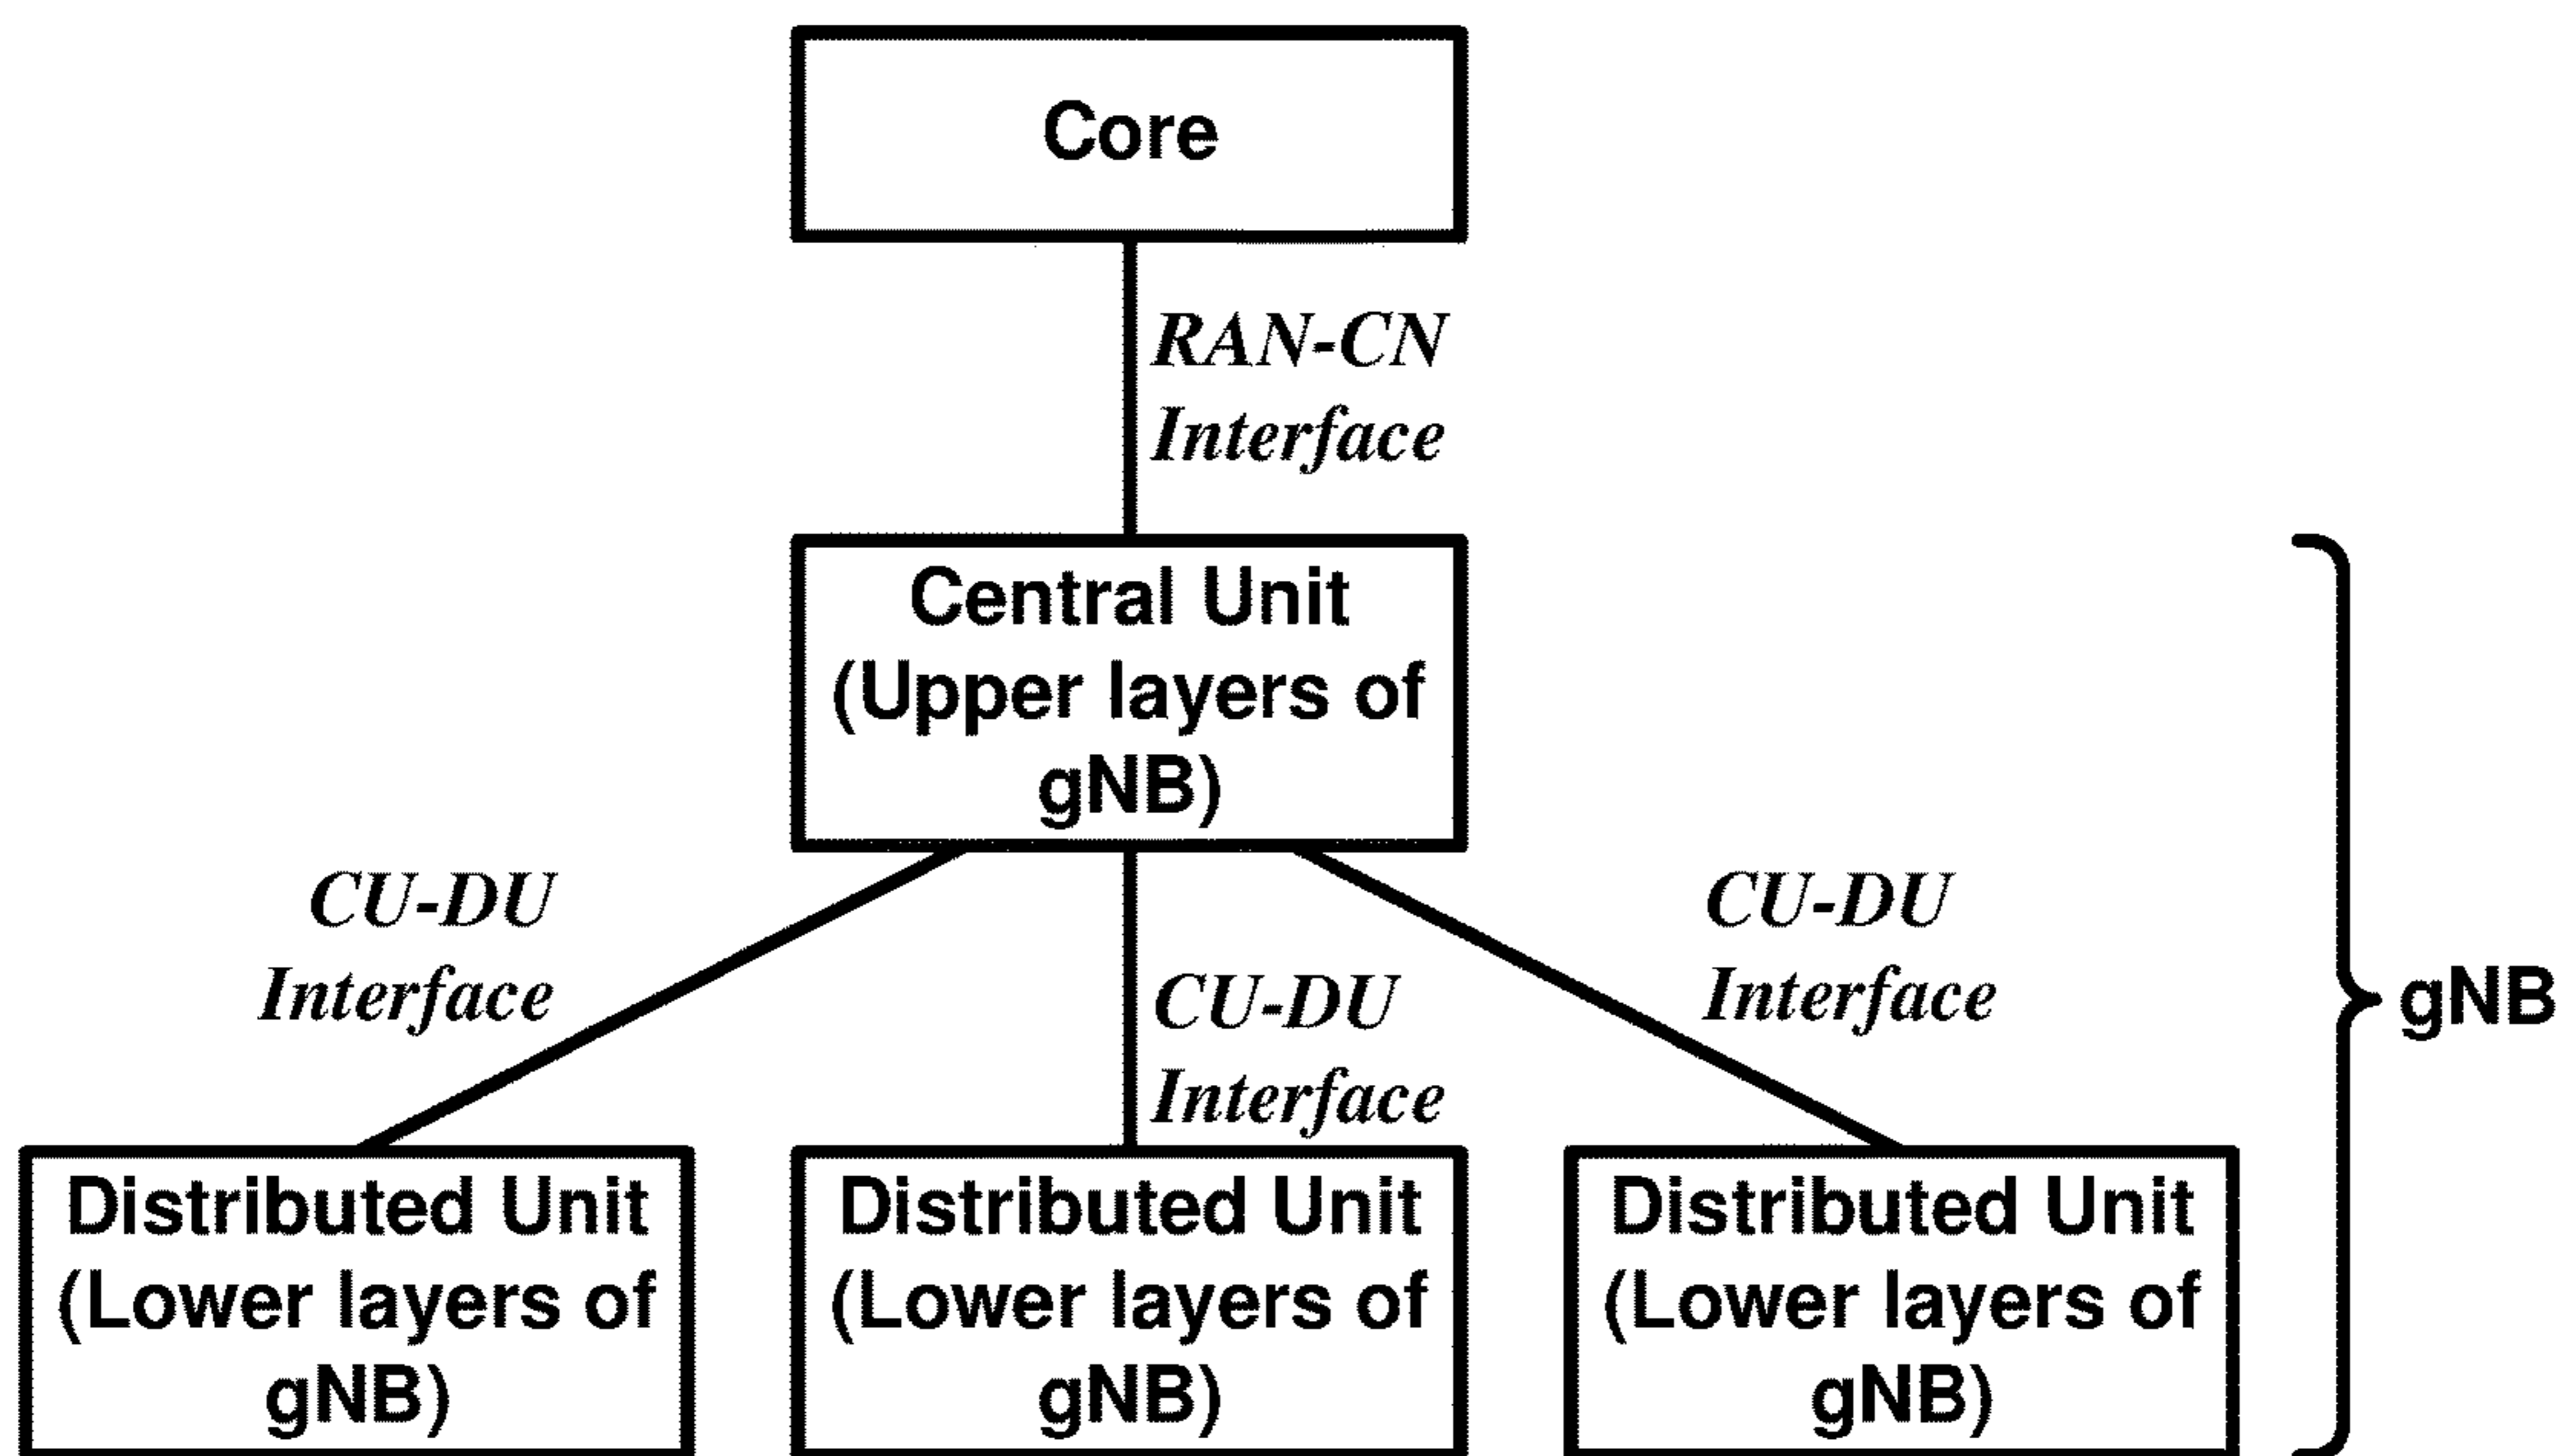 Core
RAN-CN
Interface
Central Unit
(Upper layers of
gNB)
CU-DU
Interface
CU-DU
Interface
CU-DU
Interface
gNB
Distributed Unit
(Lower layers of
gNB)
Distributed Unit
(Lower layers of
gNB)
Distributed Unit
(Lower layers of
gNB)